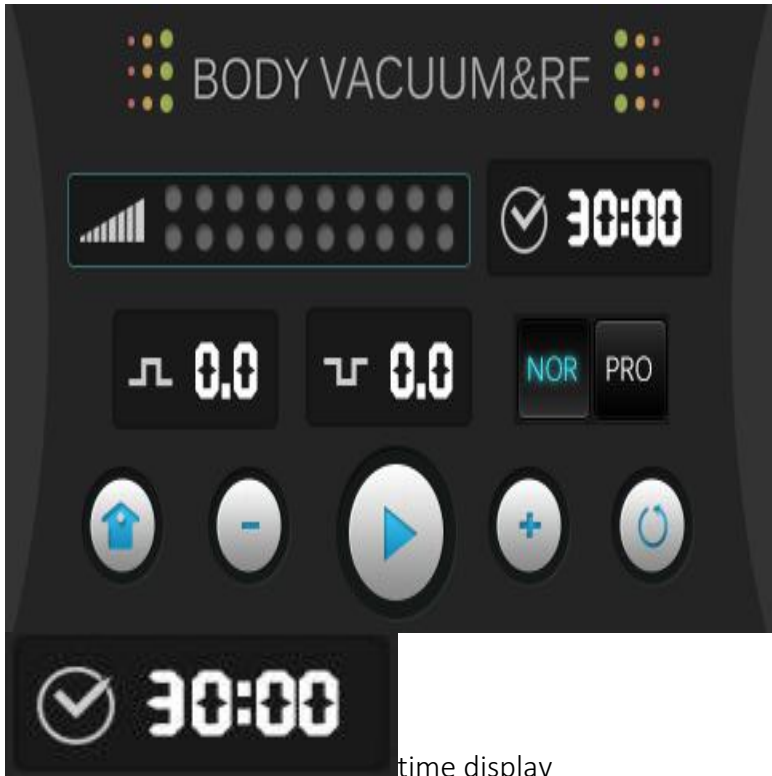 BODY VACUUM&RF
30:00
0.0 0.0 NOR PRO
- +
30:00
time display